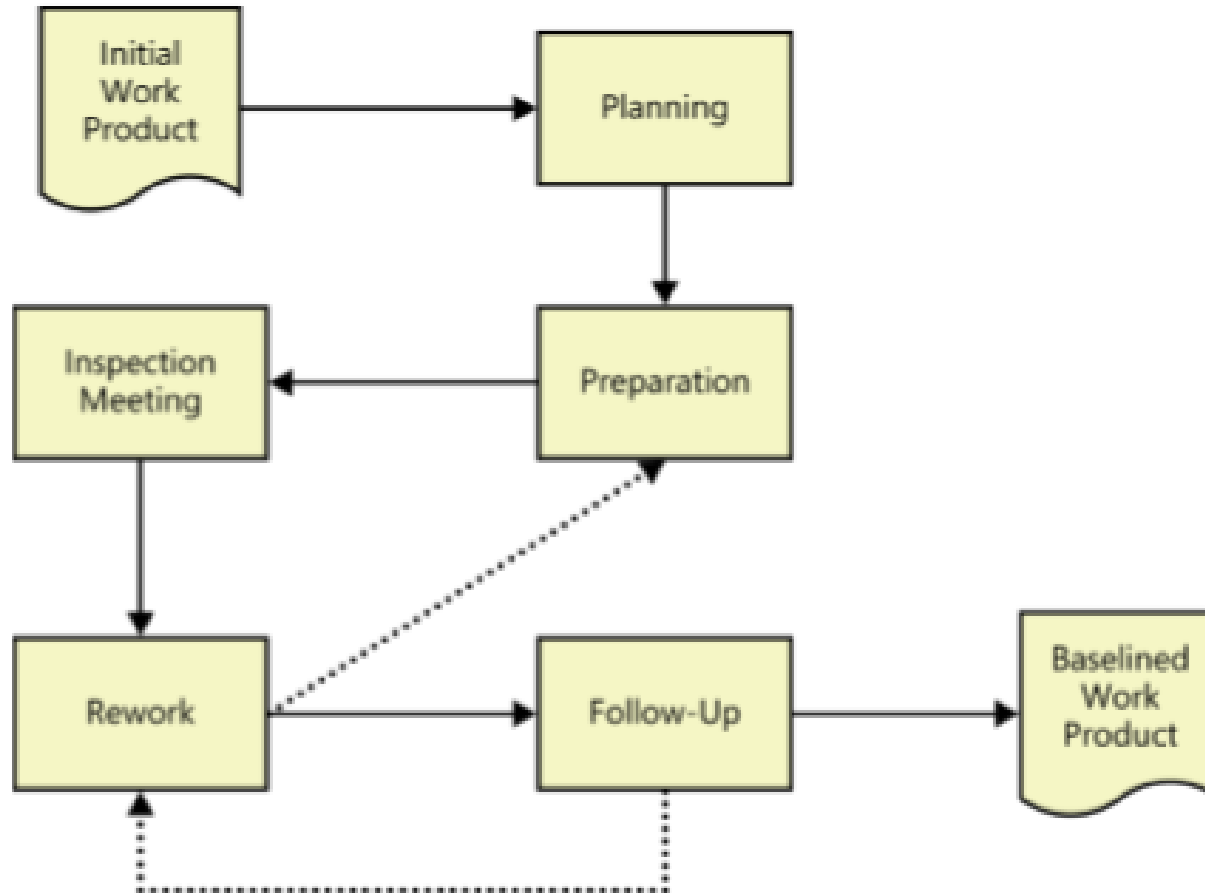 Initial
Work
Product
Planning
Inspection
Meeting
Preparation
Rework
Follow-Up
Baselined
Work
Product